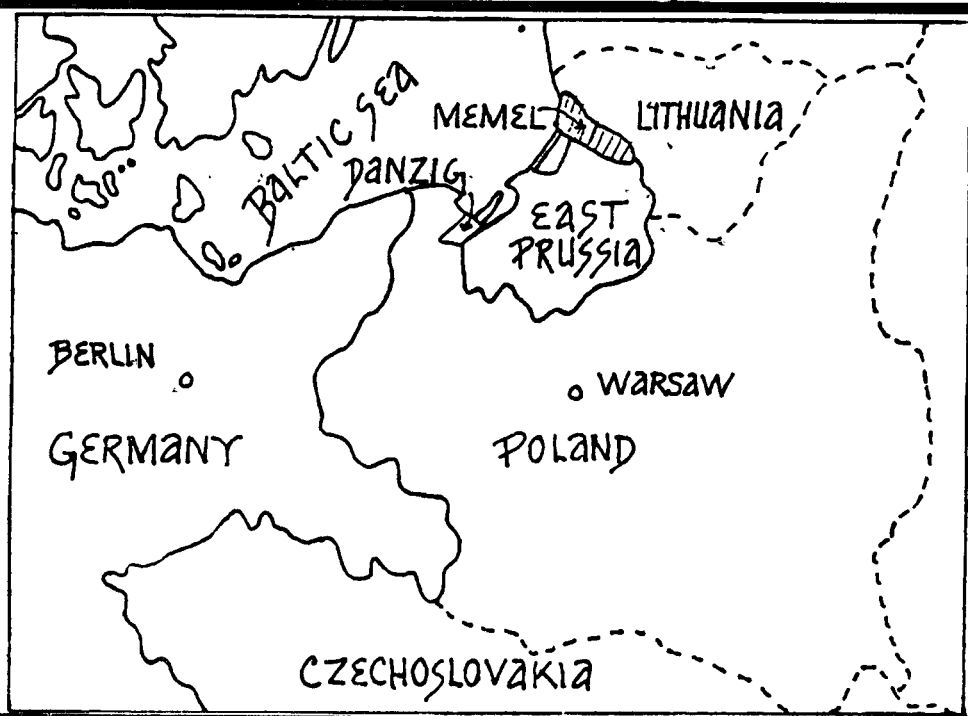 BALTIC SEA
MEMEL
LITHUANIA
DANZIG
EAST
PRUSSIA
BERLIN
WARSAW
GERMANY
POLAND
CZECHOSLOVAKIA